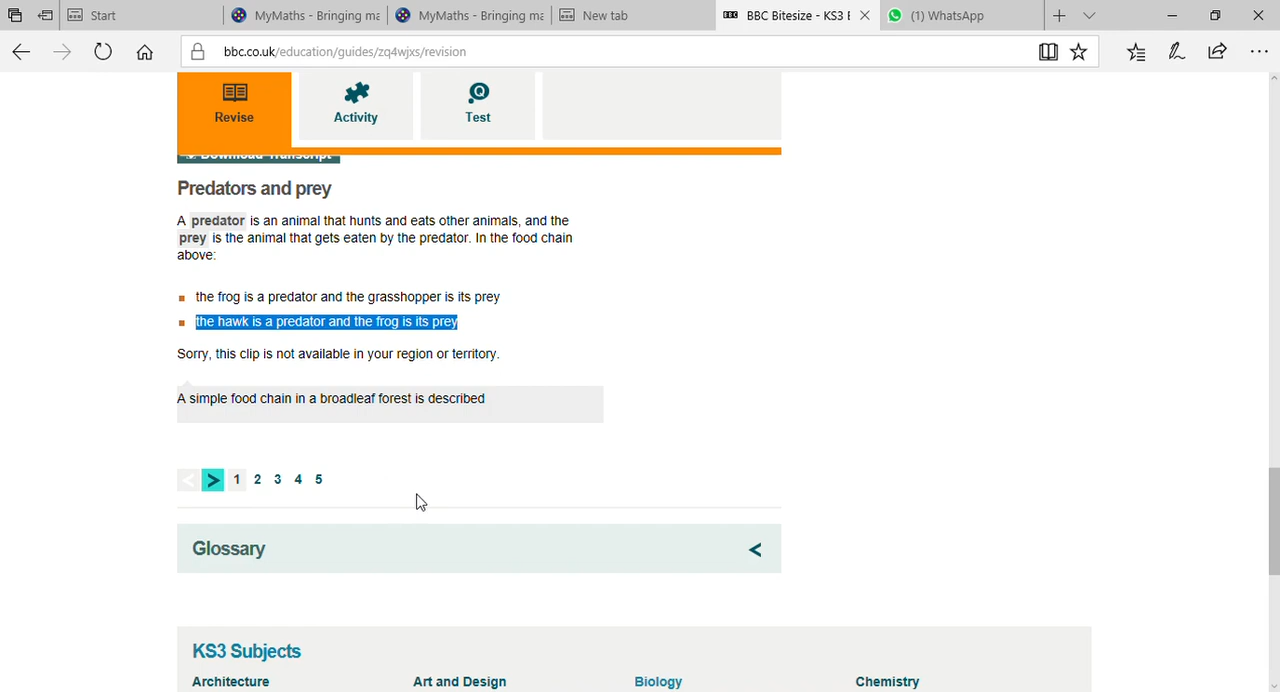 Start
MyMaths - Bringing ma
MyMaths - Bringing ma
New tab
BBC
BBC Bitesize - KS3 B
(1) WhatsApp
bbc.co.uk/education/guides/zq4wjxs/revision
Revise
Activity
Q
Test
Download Transcript
Predators and prey
A predator is an animal that hunts and eats other animals, and the
prey is the animal that gets eaten by the predator. In the food chain
above:
the frog is a predator and the grasshopper is its prey
the hawk is a predator and the frog is its prey
Sorry, this clip is not available in your region or territory.
A simple food chain in a broadleaf forest is described
< > 1 2 3 4 5
Glossary <
KS3 Subjects
Architecture Art and Design Biology Chemistry